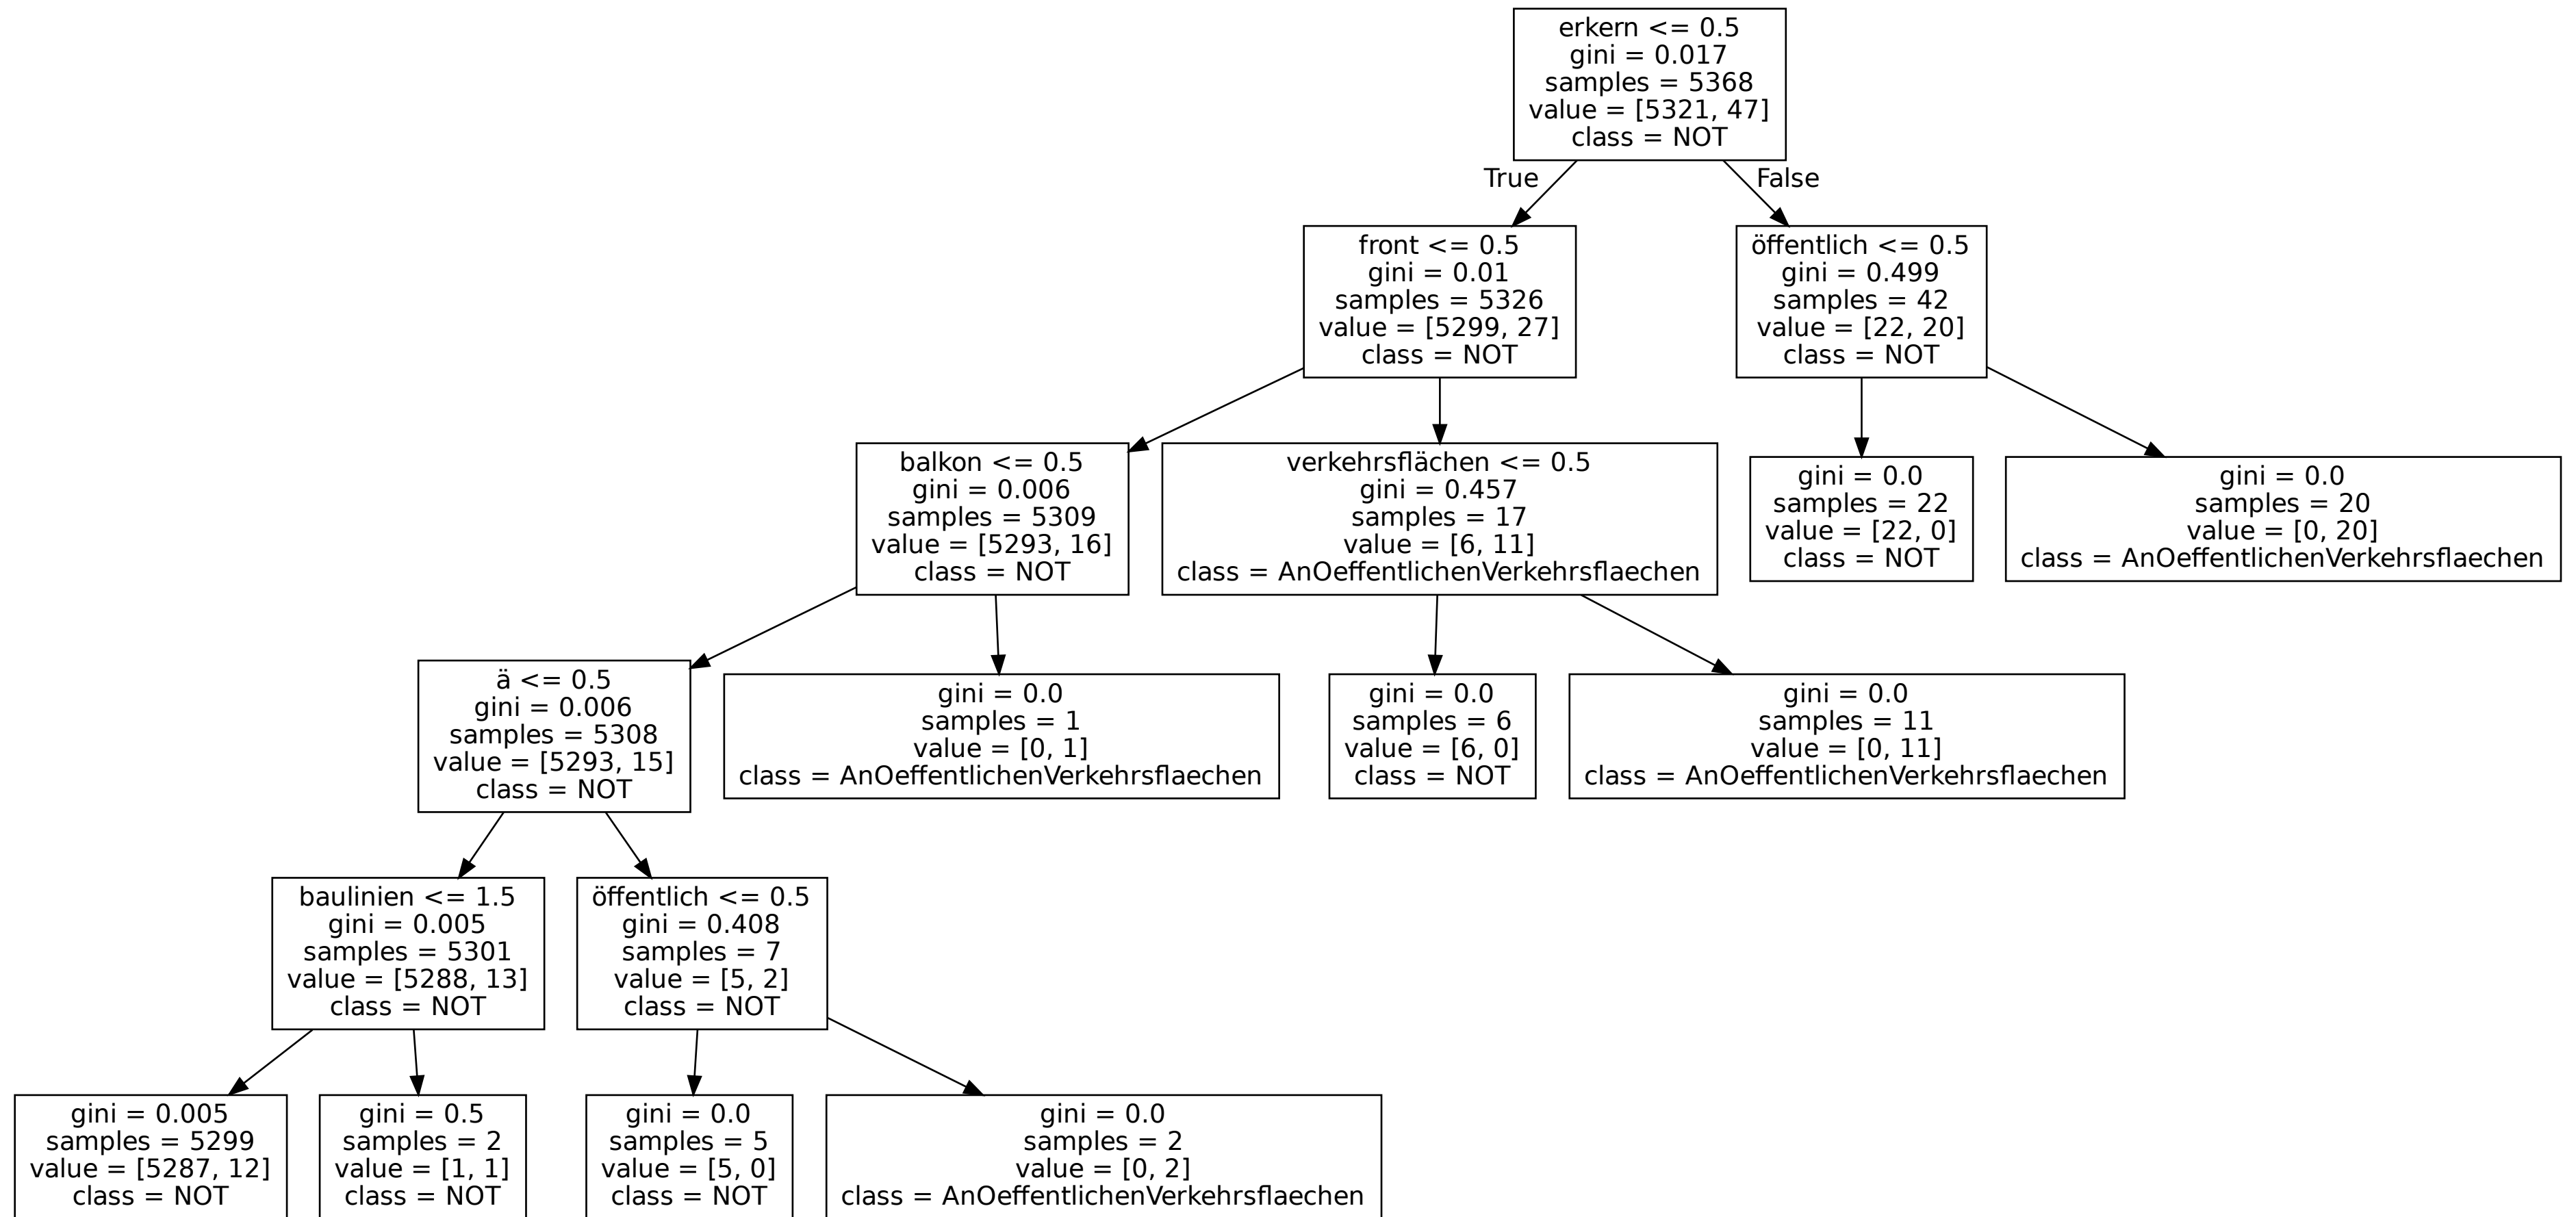 erkern <= 0.5
gini = 0.017
samples = 5368
value = [5321, 47]
class = NOT
True
False
front <= 0.5
gini = 0.01
samples = 5326
value = [5299, 27]
class = NOT
öffentlich <= 0.5
gini = 0.499
samples = 42
value = [22, 20]
class = NOT
balkon <= 0.5
gini = 0.006
samples = 5309
value = [5293, 16]
class = NOT
verkehrsflächen <= 0.5
gini = 0.457
samples = 17
value = [6, 11]
class = AnOeffentlichenVerkehrsflaechen
gini = 0.0
samples = 22
value = [22, 0]
class = NOT
gini = 0.0
samples = 20
value = [0, 20]
class = AnOeffentlichenVerkehrsflaechen
ä <= 0.5
gini = 0.006
samples = 5308
value = [5293, 15]
class = NOT
gini = 0.0
samples = 1
value = [0, 1]
class = AnOeffentlichenVerkehrsflaechen
gini = 0.0
samples = 6
value = [6, 0]
class = NOT
gini = 0.0
samples = 11
value = [0, 11]
class = AnOeffentlichenVerkehrsflaechen
baulinien <= 1.5
gini = 0.005
samples = 5301
value = [5288, 13]
class = NOT
öffentlich <= 0.5
gini = 0.408
samples = 7
value = [5, 2]
class = NOT
gini = 0.005
samples = 5299
value = [5287, 12]
class = NOT
gini = 0.5
samples = 2
value = [1, 1]
class = NOT
gini = 0.0
samples = 5
value = [5, 0]
class = NOT
gini = 0.0
samples = 2
value = [0, 2]
class = AnOeffentlichenVerkehrsflaechen